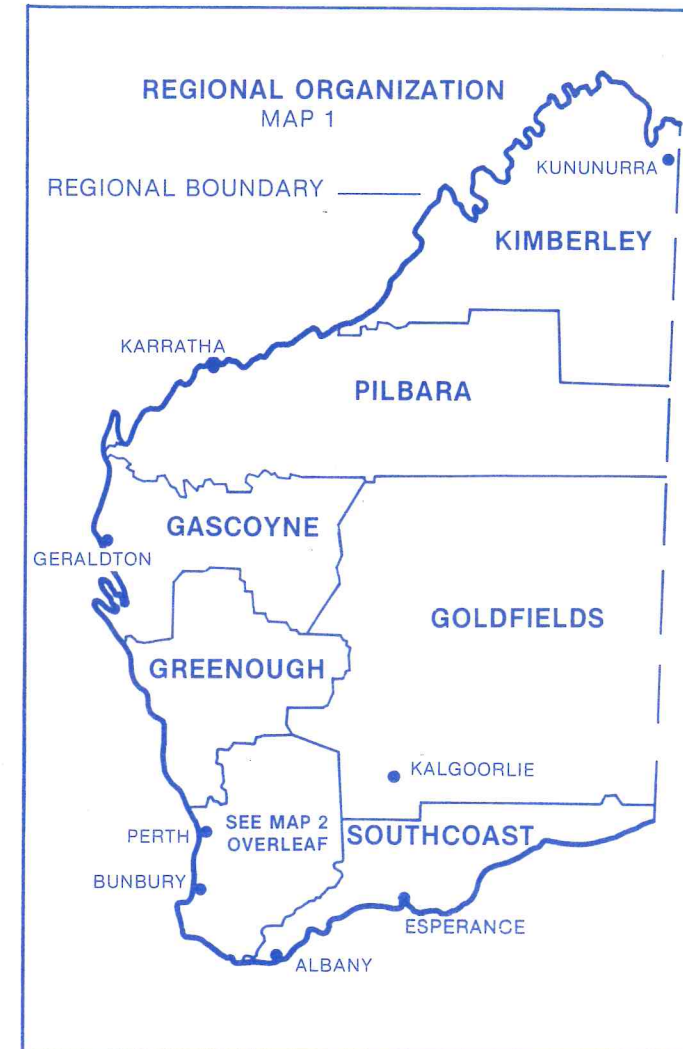 REGIONAL ORGANIZATION
MAP 1
REGIONAL BOUNDARY
KUNUNURRA
KIMBERLEY
KARRATHA
PILBARA
GASCOYNE
GERALDTON
GOLDFIELDS
GREENOUGH
KALGOORLIE
SEE MAP 2
OVERLEAF
PERTH
SOUTHCOAST
BUNBURY
ESPERANCE
ALBANY